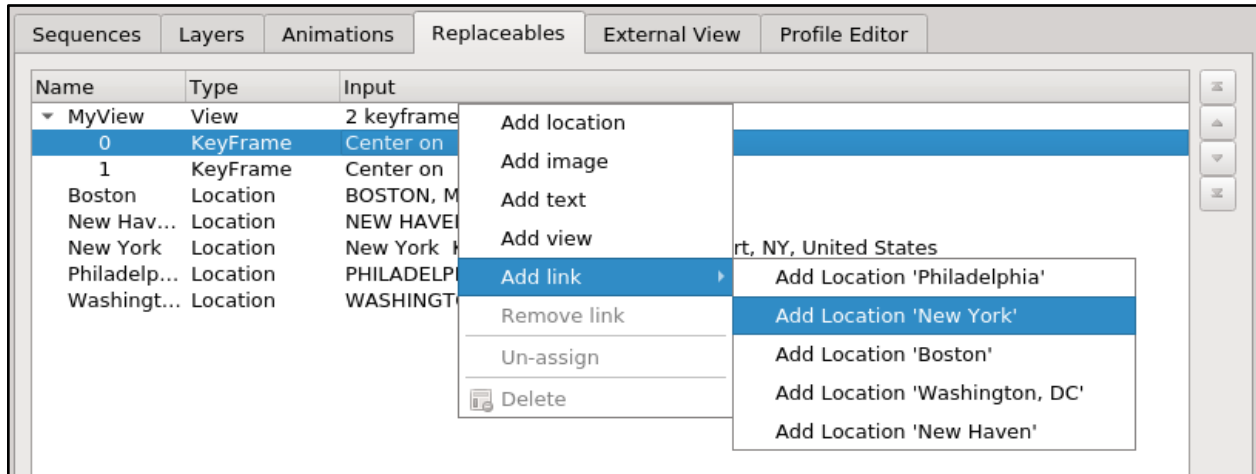 Sequences Layers Animations Replaceables External View Profile Editor
Name Type Input
MyView View 2 keyframe
0 KeyFrame Center on
1 KeyFrame Center on
Boston Location BOSTON, M
New Hav... Location NEW HAVE
New York Location New York rt, NY, United States
Philadelp... Location PHILADELP
Washingt... Location WASHINGT
Add location
Add image
Add text
Add view
Add link
Remove link
Un-assign
Delete
Add Location 'Philadelphia'
Add Location 'New York'
Add Location 'Boston'
Add Location 'Washington, DC'
Add Location 'New Haven'